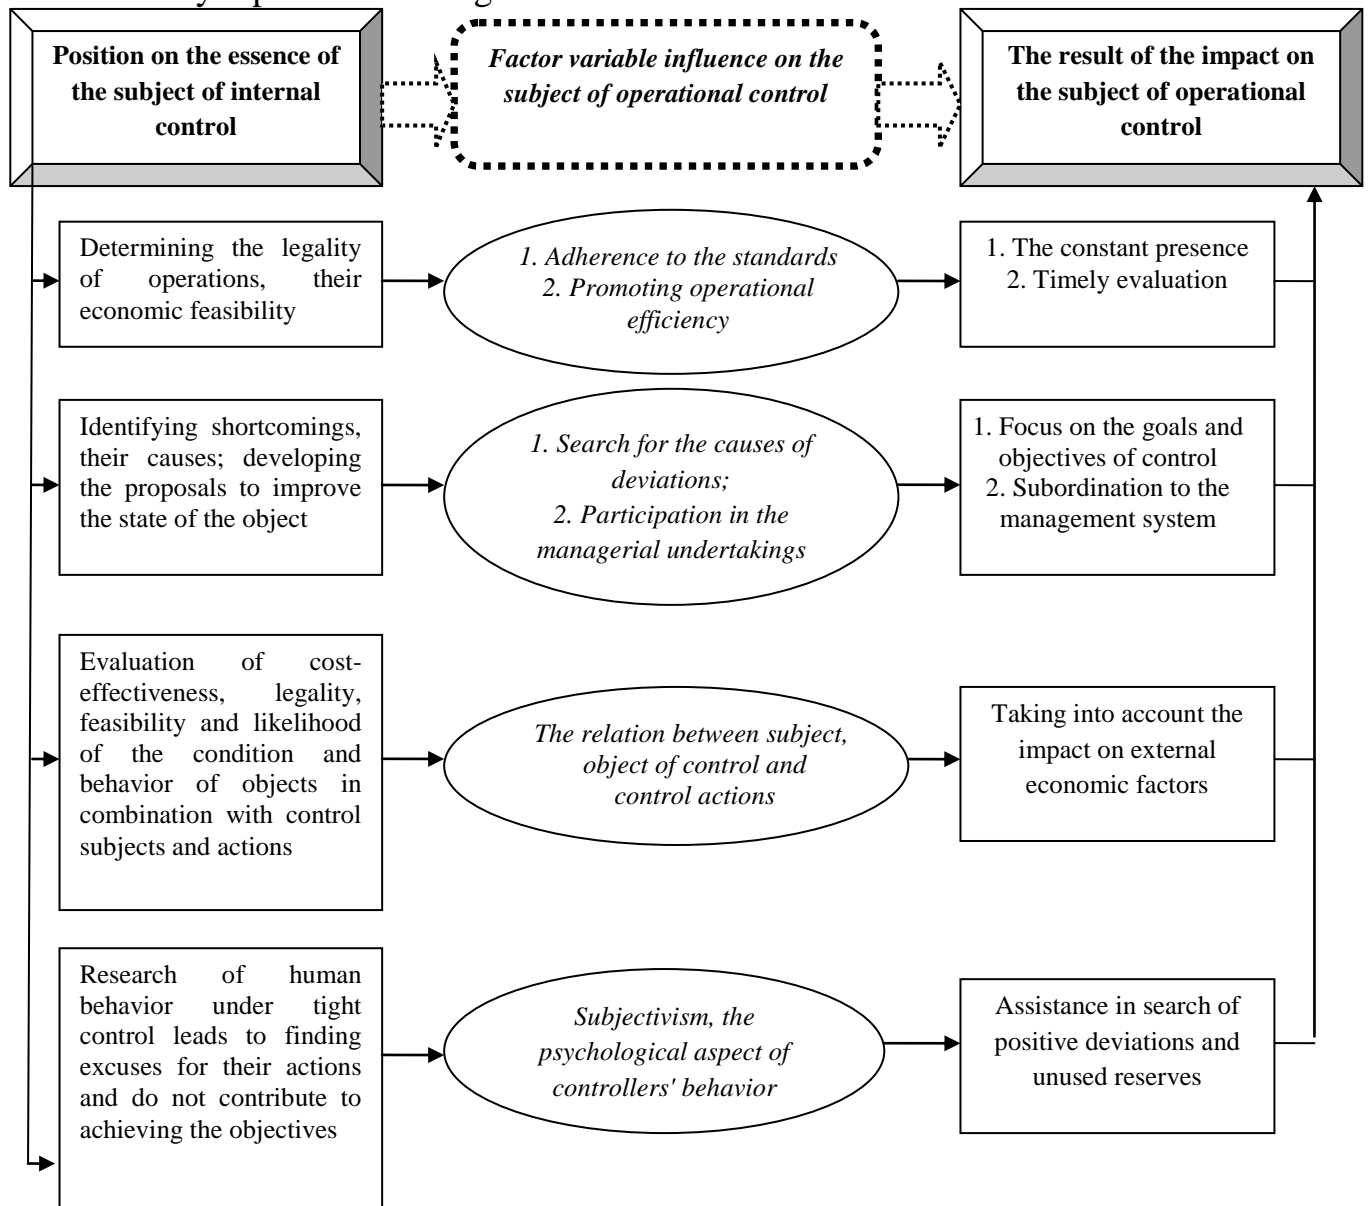 Position on the essence of
the subject of internal
control
Factor variable influence on the
subject of operational control
The result of the impact on
the subject of operational
control
Determining the legality
of operations, their
economic feasibility
1. Adherence to the standards
2. Promoting operational
efficiency
1. The constant presence
2. Timely evaluation
Identifying shortcomings,
their causes; developing
the proposals to improve
the state of the object
1. Search for the causes of
deviations;
2. Participation in the
managerial undertakings
1. Focus on the goals and
objectives of control
2. Subordination to the
management system
Evaluation of cost-
effectiveness, legality,
feasibility and likelihood
of the condition and
behavior of objects in
combination with control
subjects and actions
The relation between subject,
object of control and
control actions
Taking into account the
impact on external
economic factors
Research of human
behavior under tight
control leads to finding
excuses for their actions
and do not contribute to
achieving the objectives
Subjectivism, the
psychological aspect of
controllers' behavior
Assistance in search of
positive deviations and
unused reserves